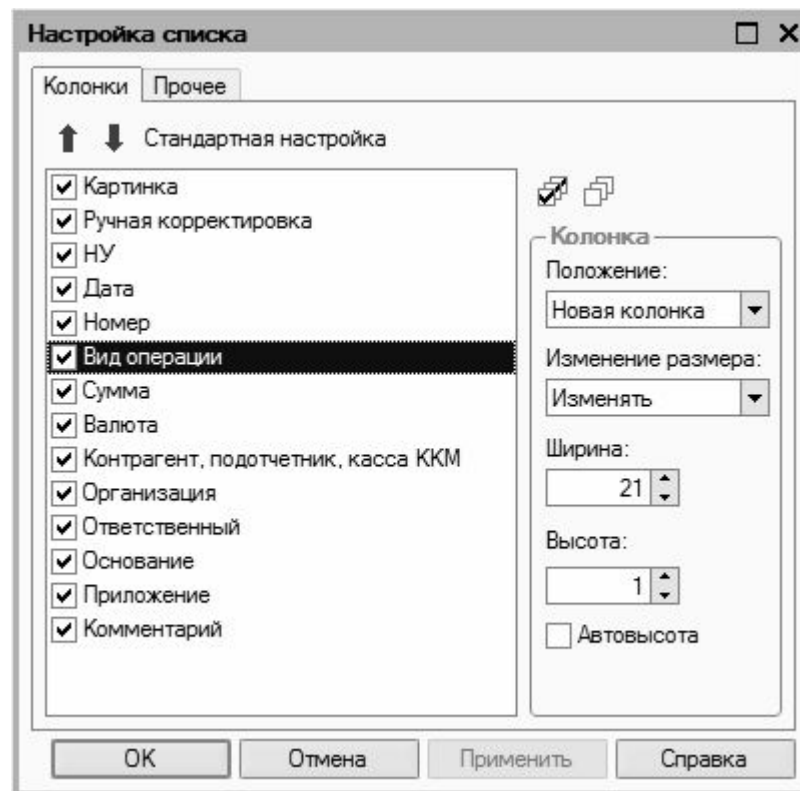 Настройка списка
Колонки
Прочее
Стандартная настройка
Картинка
Ручная корректировка
НУ
Дата
Номер
Вид операции
Сумма
Валюта
Контрагент, подотчетник, касса ККМ
Организация
Ответственный
Основание
Приложение
Комментарий
Колонка
Положение:
Новая колонка
Изменение размера:
Изменять
Ширина:
21
Высота:
1
Автовысота
ОК
Отмена
Применить
Справка